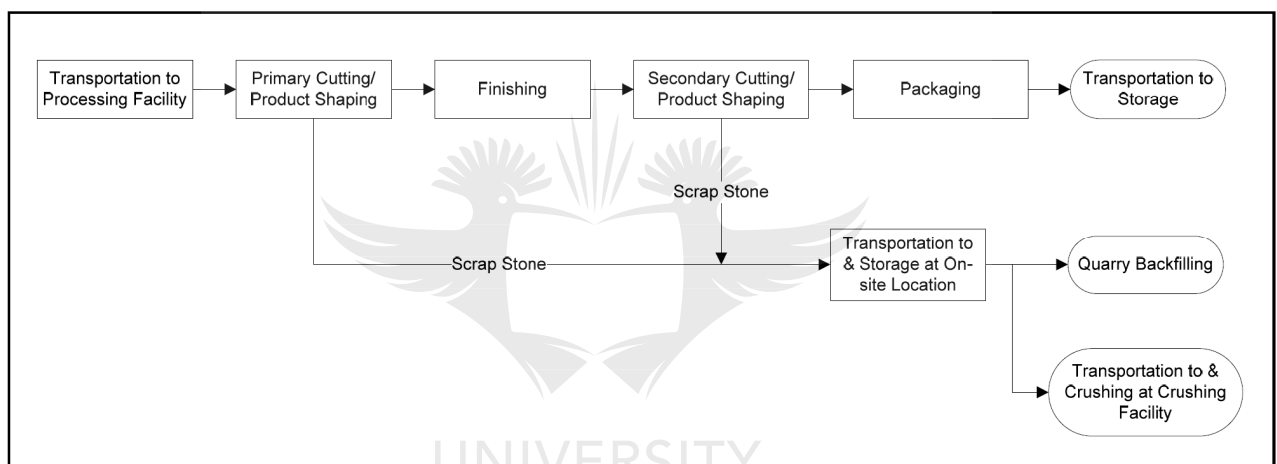 Transportation to
Processing Facility
Primary Cutting/
Product Shaping
Finishing
Secondary Cutting/
Product Shaping
Packaging
Transportation to
Storage
Scrap Stone
Scrap Stone
Transportation to
& Storage at On-
site Location
Quarry Backfilling
Transportation to &
Crushing at Crushing
Facility
UNIVERSITY